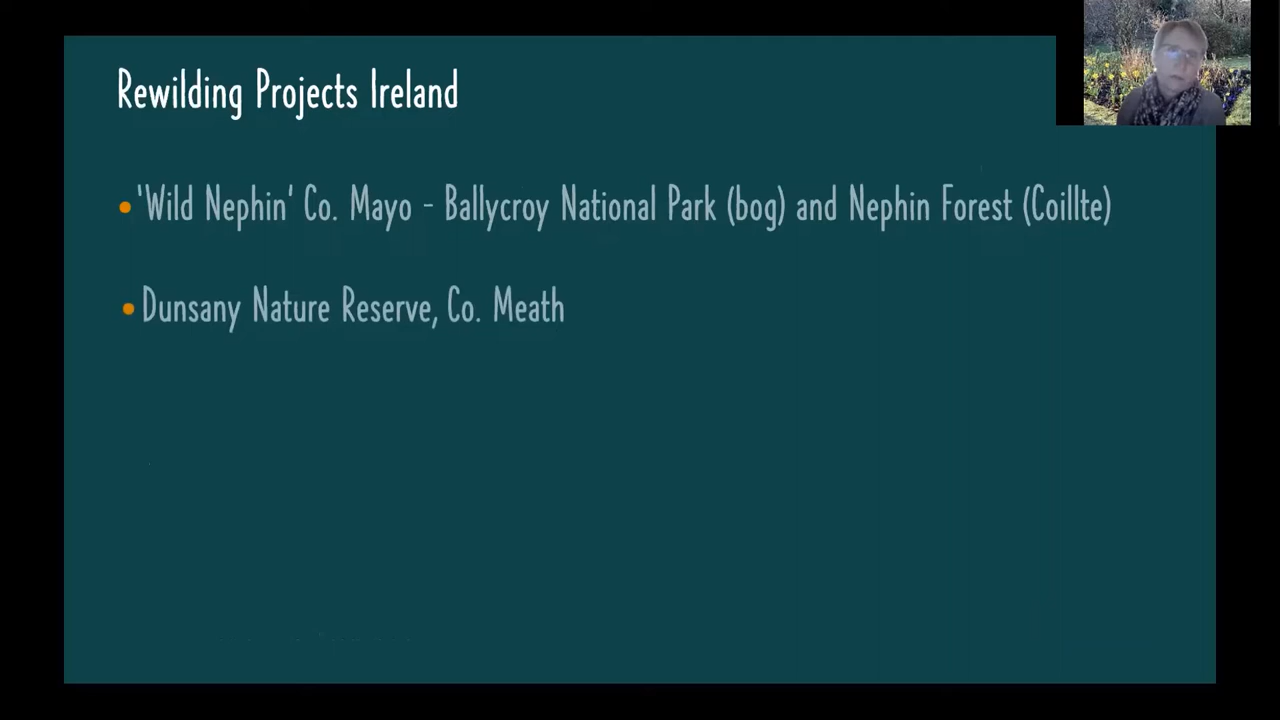 Rewilding Projects Ireland
'Wild Nephin' Co. Mayo - Ballycroy National Park (bog) and Nephin Forest (Coillte)
Dunsany Nature Reserve, Co. Meath